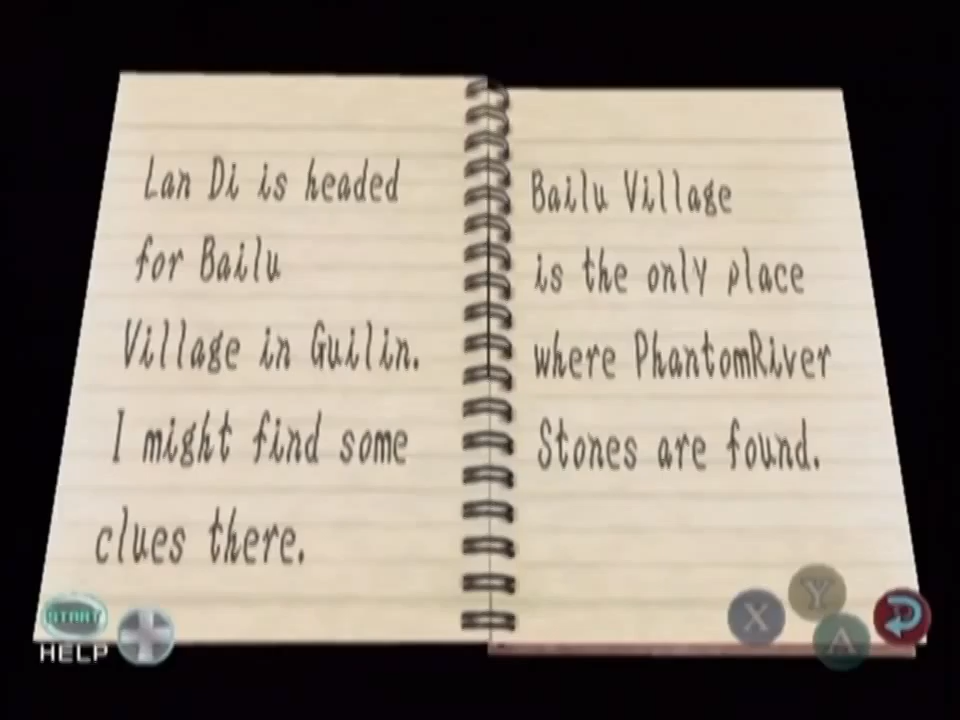 Lan Di is headed
for Bailu
Village in Guilin.
I might find some
clues there.
Bailu Village
is the only place
where PhantomRiver
Stones are found.
START
HELP
X
Y
A